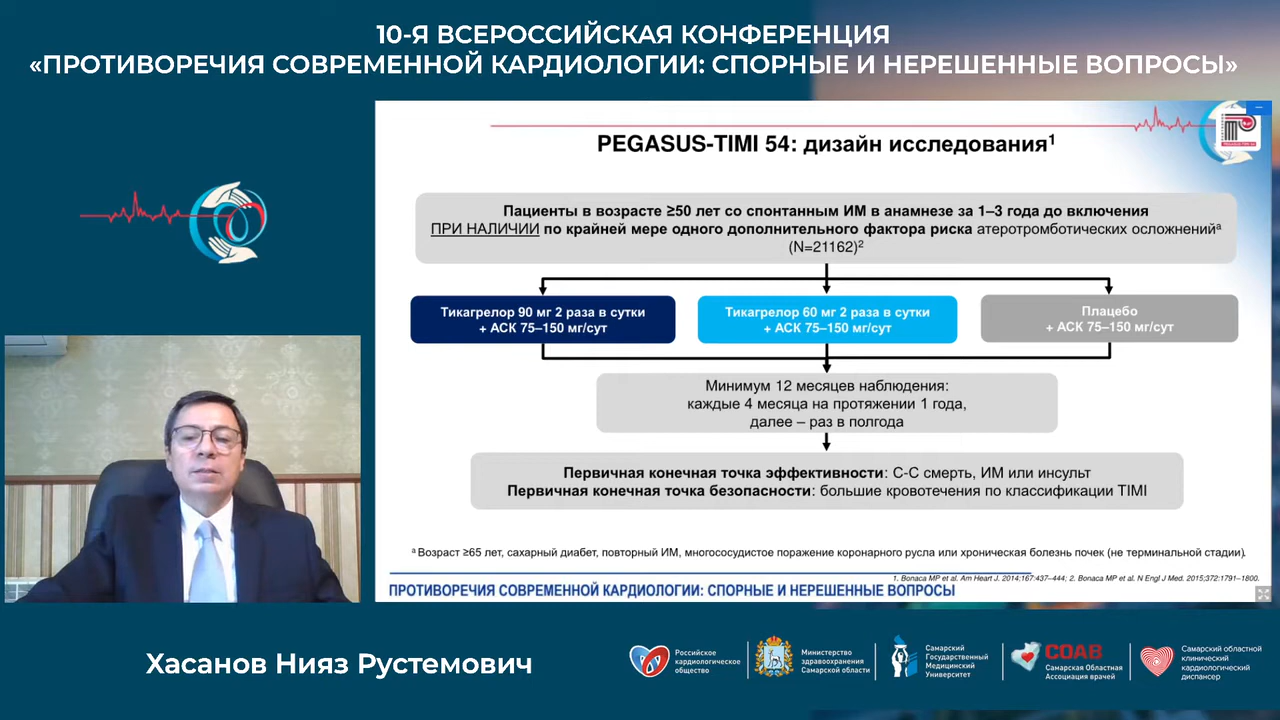 10-Я ВСЕРОССИЙСКАЯ КОНФЕРЕНЦИЯ
«ПРОТИВОРЕЧИЯ СОВРЕМЕННОЙ КАРДИОЛОГИИ: СПОРНЫЕ И НЕРЕШЕННЫЕ ВОПРОСЫ»
PEGASUS-TIMI 54: дизайн исследования¹
Пациенты в возрасте ≥50 лет со спонтанным ИМ в анамнезе за 1–3 года до включения
ПРИ НАЛИЧИИ по крайней мере одного дополнительного фактора риска атеротромботических осложненийᵃ
(N=21162)²
Тикагрелор 90 мг 2 раза в сутки
+ АСК 75–150 мг/сут
Тикагрелор 60 мг 2 раза в сутки
+ АСК 75–150 мг/сут
Плацебо
+ АСК 75–150 мг/сут
Минимум 12 месяцев наблюдения:
каждые 4 месяца на протяжении 1 года,
далее – раз в полгода
Первичная конечная точка эффективности: С-С смерть, ИМ или инсульт
Первичная конечная точка безопасности: большие кровотечения по классификации TIMI
ᵃ Возраст ≥65 лет, сахарный диабет, повторный ИМ, многососудистое поражение коронарного русла или хроническая болезнь почек (не терминальной стадии).
1. Bonaca MP et al. Am Heart J. 2014;167:437–444; 2. Bonaca MP et al. N Engl J Med. 2015;372:1791–1800.
ПРОТИВОРЕЧИЯ СОВРЕМЕННОЙ КАРДИОЛОГИИ: СПОРНЫЕ И НЕРЕШЕННЫЕ ВОПРОСЫ
Хасанов Нияз Рустемович
Российское
кардиологическое
общество
Министерство
здравоохранения
Самарской области
Самарский
Государственный
Медицинский
Университет
СОАВ
Самарская Областная
Ассоциация врачей
Самарский областной
клинический
кардиологический
диспансер